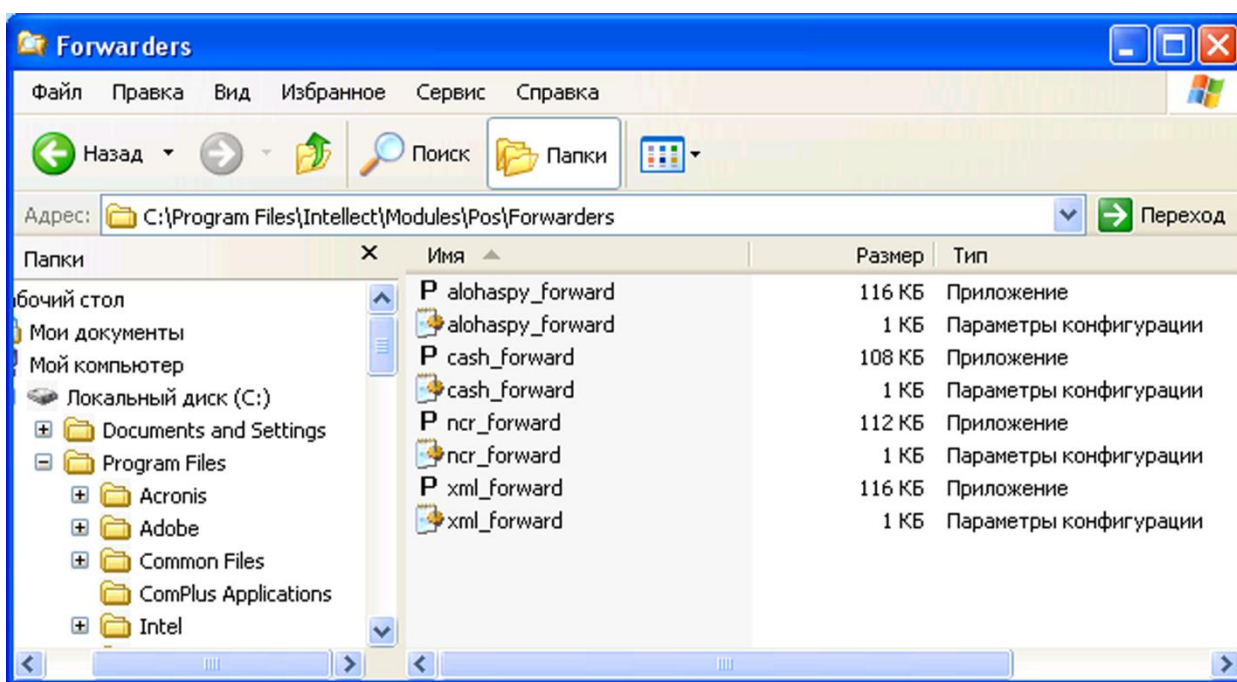 Forwarders
Файл Правка Вид Избранное Сервис Справка
Назад Поиск Папки
Адрес: C:\Program Files\Intellect\Modules\Pos\Forwarders Переход
Папки Имя Размер Тип
бочий стол
Мои документы
Мой компьютер
Локальный диск (C:)
Documents and Settings
Program Files
Acronis
Adobe
Common Files
ComPlus Applications
Intel
P alohaspy_forward 116 КБ Приложение
alohaspy_forward 1 КБ Параметры конфигурации
P cash_forward 108 КБ Приложение
cash_forward 1 КБ Параметры конфигурации
P ncr_forward 112 КБ Приложение
ncr_forward 1 КБ Параметры конфигурации
P xml_forward 116 КБ Приложение
xml_forward 1 КБ Параметры конфигурации